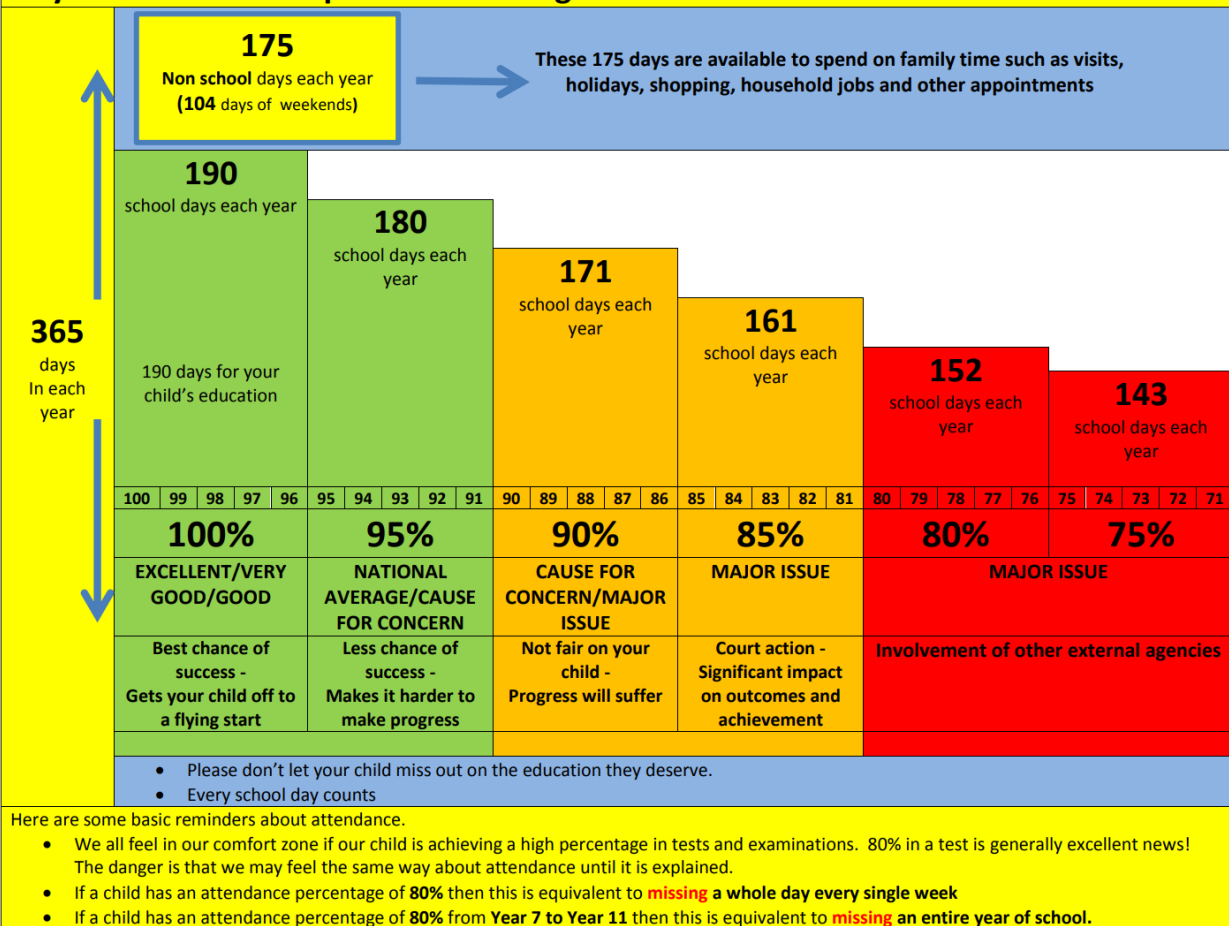 175
Non school days each year
(104 days of weekends)
These 175 days are available to spend on family time such as visits,
holidays, shopping, household jobs and other appointments
365
days
In each
year
190
school days each year
190 days for your
child's education
180
school days each
year
171
school days each
year
161
school days each
year
152
school days each
year
143
school days each
year
100 99 98 97 96 95 94 93 92 91 90 89 88 87 86 85 84 83 82 81 80 79 78 77 76 75 74 73 72 71
100% 95% 90% 85% 80% 75%
EXCELLENT/VERY
GOOD/GOOD
NATIONAL
AVERAGE/CAUSE
FOR CONCERN
CAUSE FOR
CONCERN/MAJOR
ISSUE
MAJOR ISSUE
MAJOR ISSUE
Best chance of
success -
Gets your child off to
a flying start
Less chance of
success -
Makes it harder to
make progress
Not fair on your
child -
Progress will suffer
Court action -
Significant impact
on outcomes and
achievement
Involvement of other external agencies
• Please don't let your child miss out on the education they deserve.
• Every school day counts
Here are some basic reminders about attendance.
• We all feel in our comfort zone if our child is achieving a high percentage in tests and examinations. 80% in a test is generally excellent news!
The danger is that we may feel the same way about attendance until it is explained.
• If a child has an attendance percentage of 80% then this is equivalent to missing a whole day every single week
• If a child has an attendance percentage of 80% from Year 7 to Year 11 then this is equivalent to missing an entire year of school.